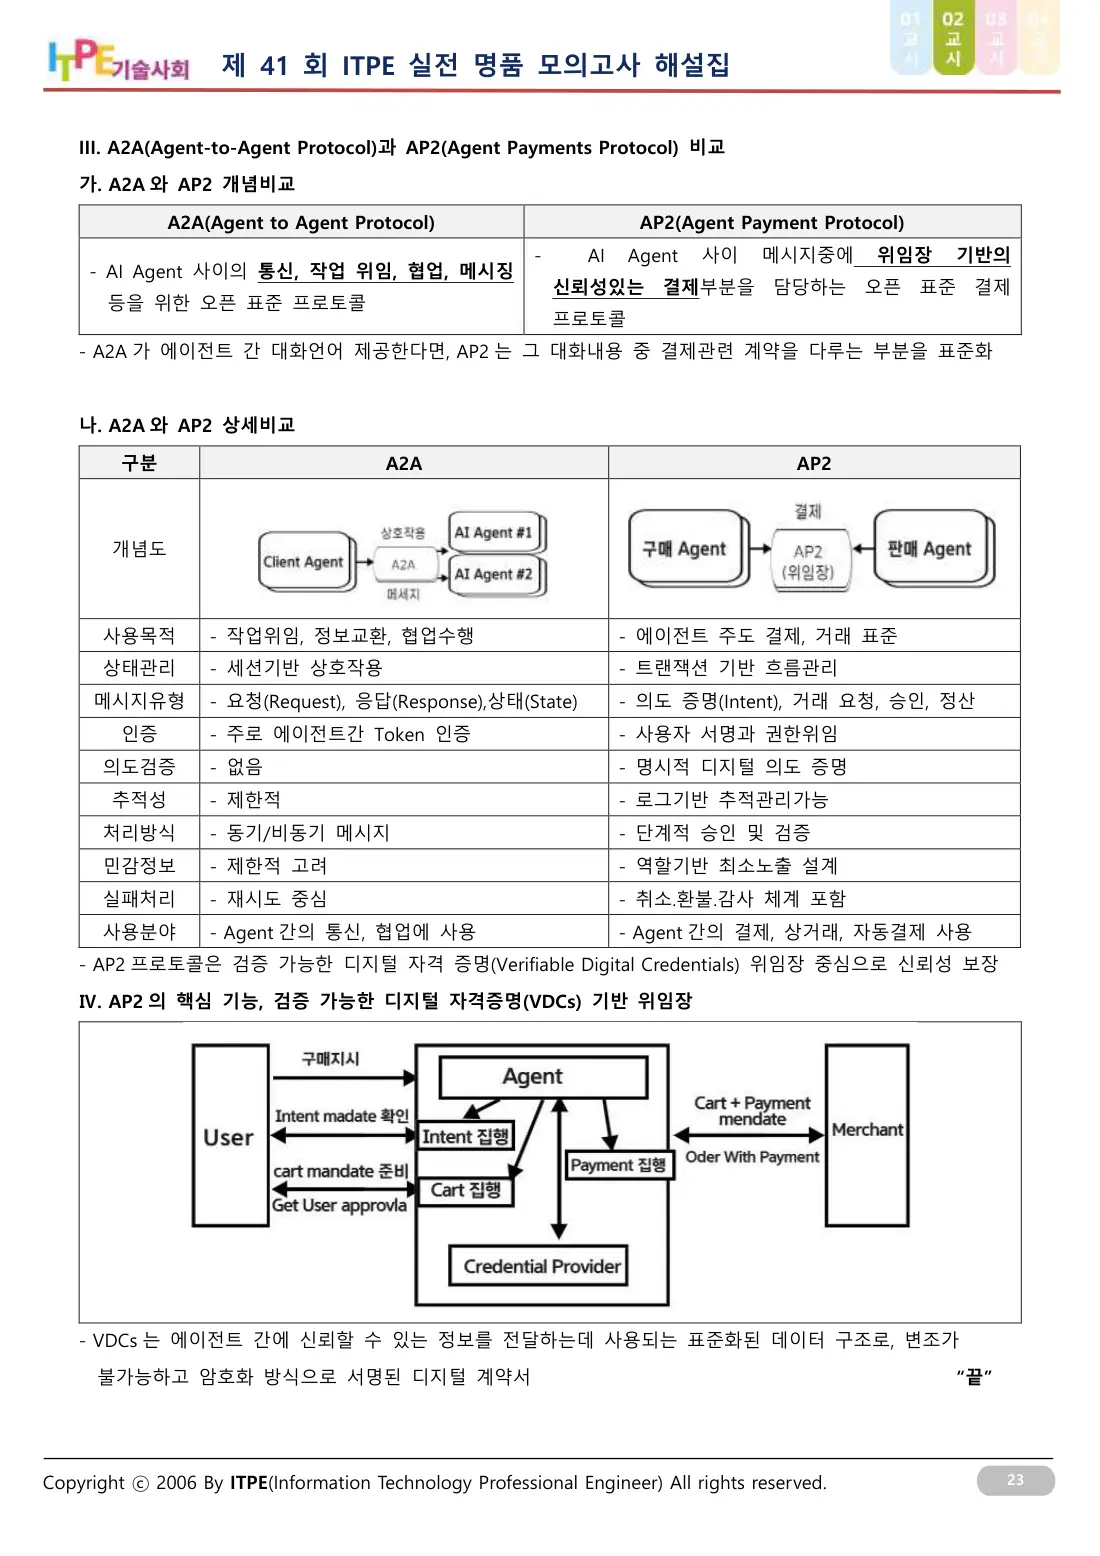 ITPE기술사회 제 41 회 ITPE 실전 명품 모의고사 해설집
01 교시
02 교시
03 교시
III. A2A(Agent-to-Agent Protocol)과 AP2(Agent Payments Protocol) 비교
가. A2A 와 AP2 개념비교
A2A(Agent to Agent Protocol) AP2(Agent Payment Protocol)
- AI Agent 사이의 통신, 작업 위임, 협업, 메시징
등을 위한 오픈 표준 프로토콜
- AI Agent 사이 메시지중에 위임장 기반의
신뢰성있는 결제부분을 담당하는 오픈 표준 결제
프로토콜
- A2A 가 에이전트 간 대화언어 제공한다면, AP2 는 그 대화내용 중 결제관련 계약을 다루는 부분을 표준화
나. A2A 와 AP2 상세비교
구분 A2A AP2
개념도
Client Agent
상호작용
A2A
메세지
AI Agent #1
AI Agent #2
구매 Agent
결제
AP2
(위임장)
판매 Agent
사용목적 - 작업위임, 정보교환, 협업수행 - 에이전트 주도 결제, 거래 표준
상태관리 - 세션기반 상호작용 - 트랜잭션 기반 흐름관리
메시지유형 - 요청(Request), 응답(Response),상태(State) - 의도 증명(Intent), 거래 요청, 승인, 정산
인증 - 주로 에이전트간 Token 인증 - 사용자 서명과 권한위임
의도검증 - 없음 - 명시적 디지털 의도 증명
추적성 - 제한적 - 로그기반 추적관리가능
처리방식 - 동기/비동기 메시지 - 단계적 승인 및 검증
민감정보 - 제한적 고려 - 역할기반 최소노출 설계
실패처리 - 재시도 중심 - 취소.환불.감사 체계 포함
사용분야 - Agent 간의 통신, 협업에 사용 - Agent 간의 결제, 상거래, 자동결제 사용
- AP2 프로토콜은 검증 가능한 디지털 자격 증명(Verifiable Digital Credentials) 위임장 중심으로 신뢰성 보장
IV. AP2 의 핵심 기능, 검증 가능한 디지털 자격증명(VDCs) 기반 위임장
User
구매지시
Intent madate 확인
cart mandate 준비
Get User approvla
Agent
Intent 집행
Cart 집행
Payment 집행
Credential Provider
Cart + Payment
mendate
Oder With Payment
Merchant
- VDCs 는 에이전트 간에 신뢰할 수 있는 정보를 전달하는데 사용되는 표준화된 데이터 구조로, 변조가
불가능하고 암호화 방식으로 서명된 디지털 계약서 “끝”
Copyright ⓒ 2006 By ITPE(Information Technology Professional Engineer) All rights reserved. 23